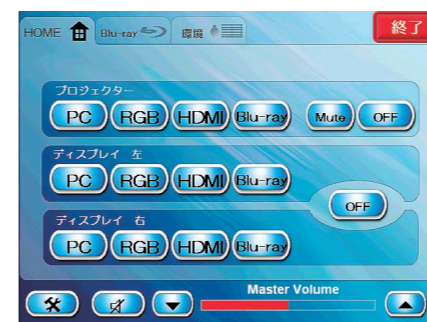 HOME Blu-ray 環境 終了
プロジェクター
PC RGB HDMI Blu-ray Mute OFF
ディスプレイ 左
PC RGB HDMI Blu-ray
OFF
ディスプレイ 右
PC RGB HDMI Blu-ray
Master Volume